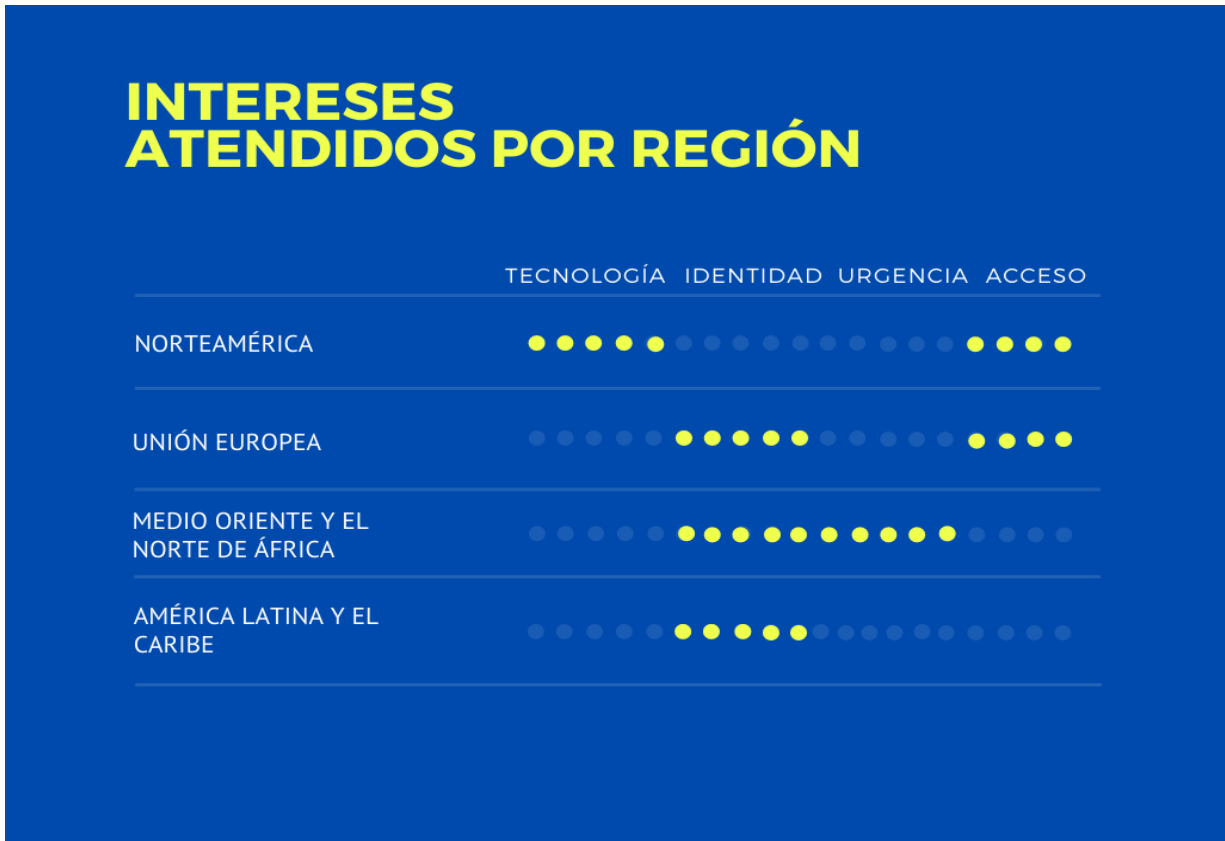 INTERESES
ATENDIDOS POR REGIÓN
TECNOLOGÍA IDENTIDAD URGENCIA ACCESO
NORTEAMÉRICA
UNIÓN EUROPEA
MEDIO ORIENTE Y EL
NORTE DE ÁFRICA
AMÉRICA LATINA Y EL
CARIBE